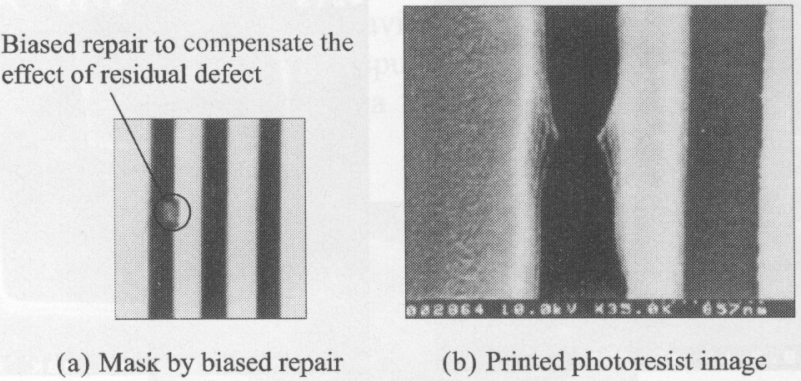 Biased repair to compensate the
effect of residual defect
002864 10.0kV X35.0K 857nm
(a) Mask by biased repair
(b) Printed photoresist image